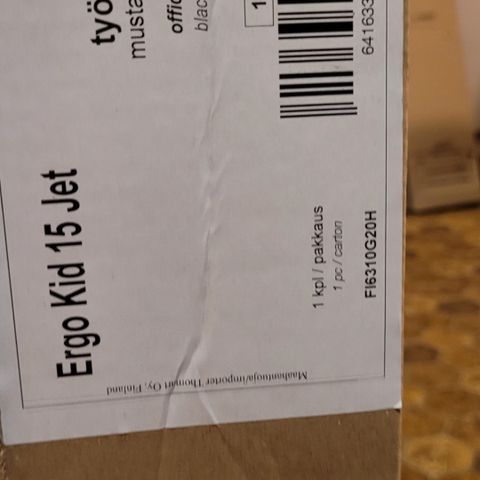 Ergo Kid 15 Jet
työ
musta
offic
blac
1
641633
1 kpl / pakkaus
1 pc / carton
FI6310G20H
Maahantuoja/importer Thomart Oy, Finland